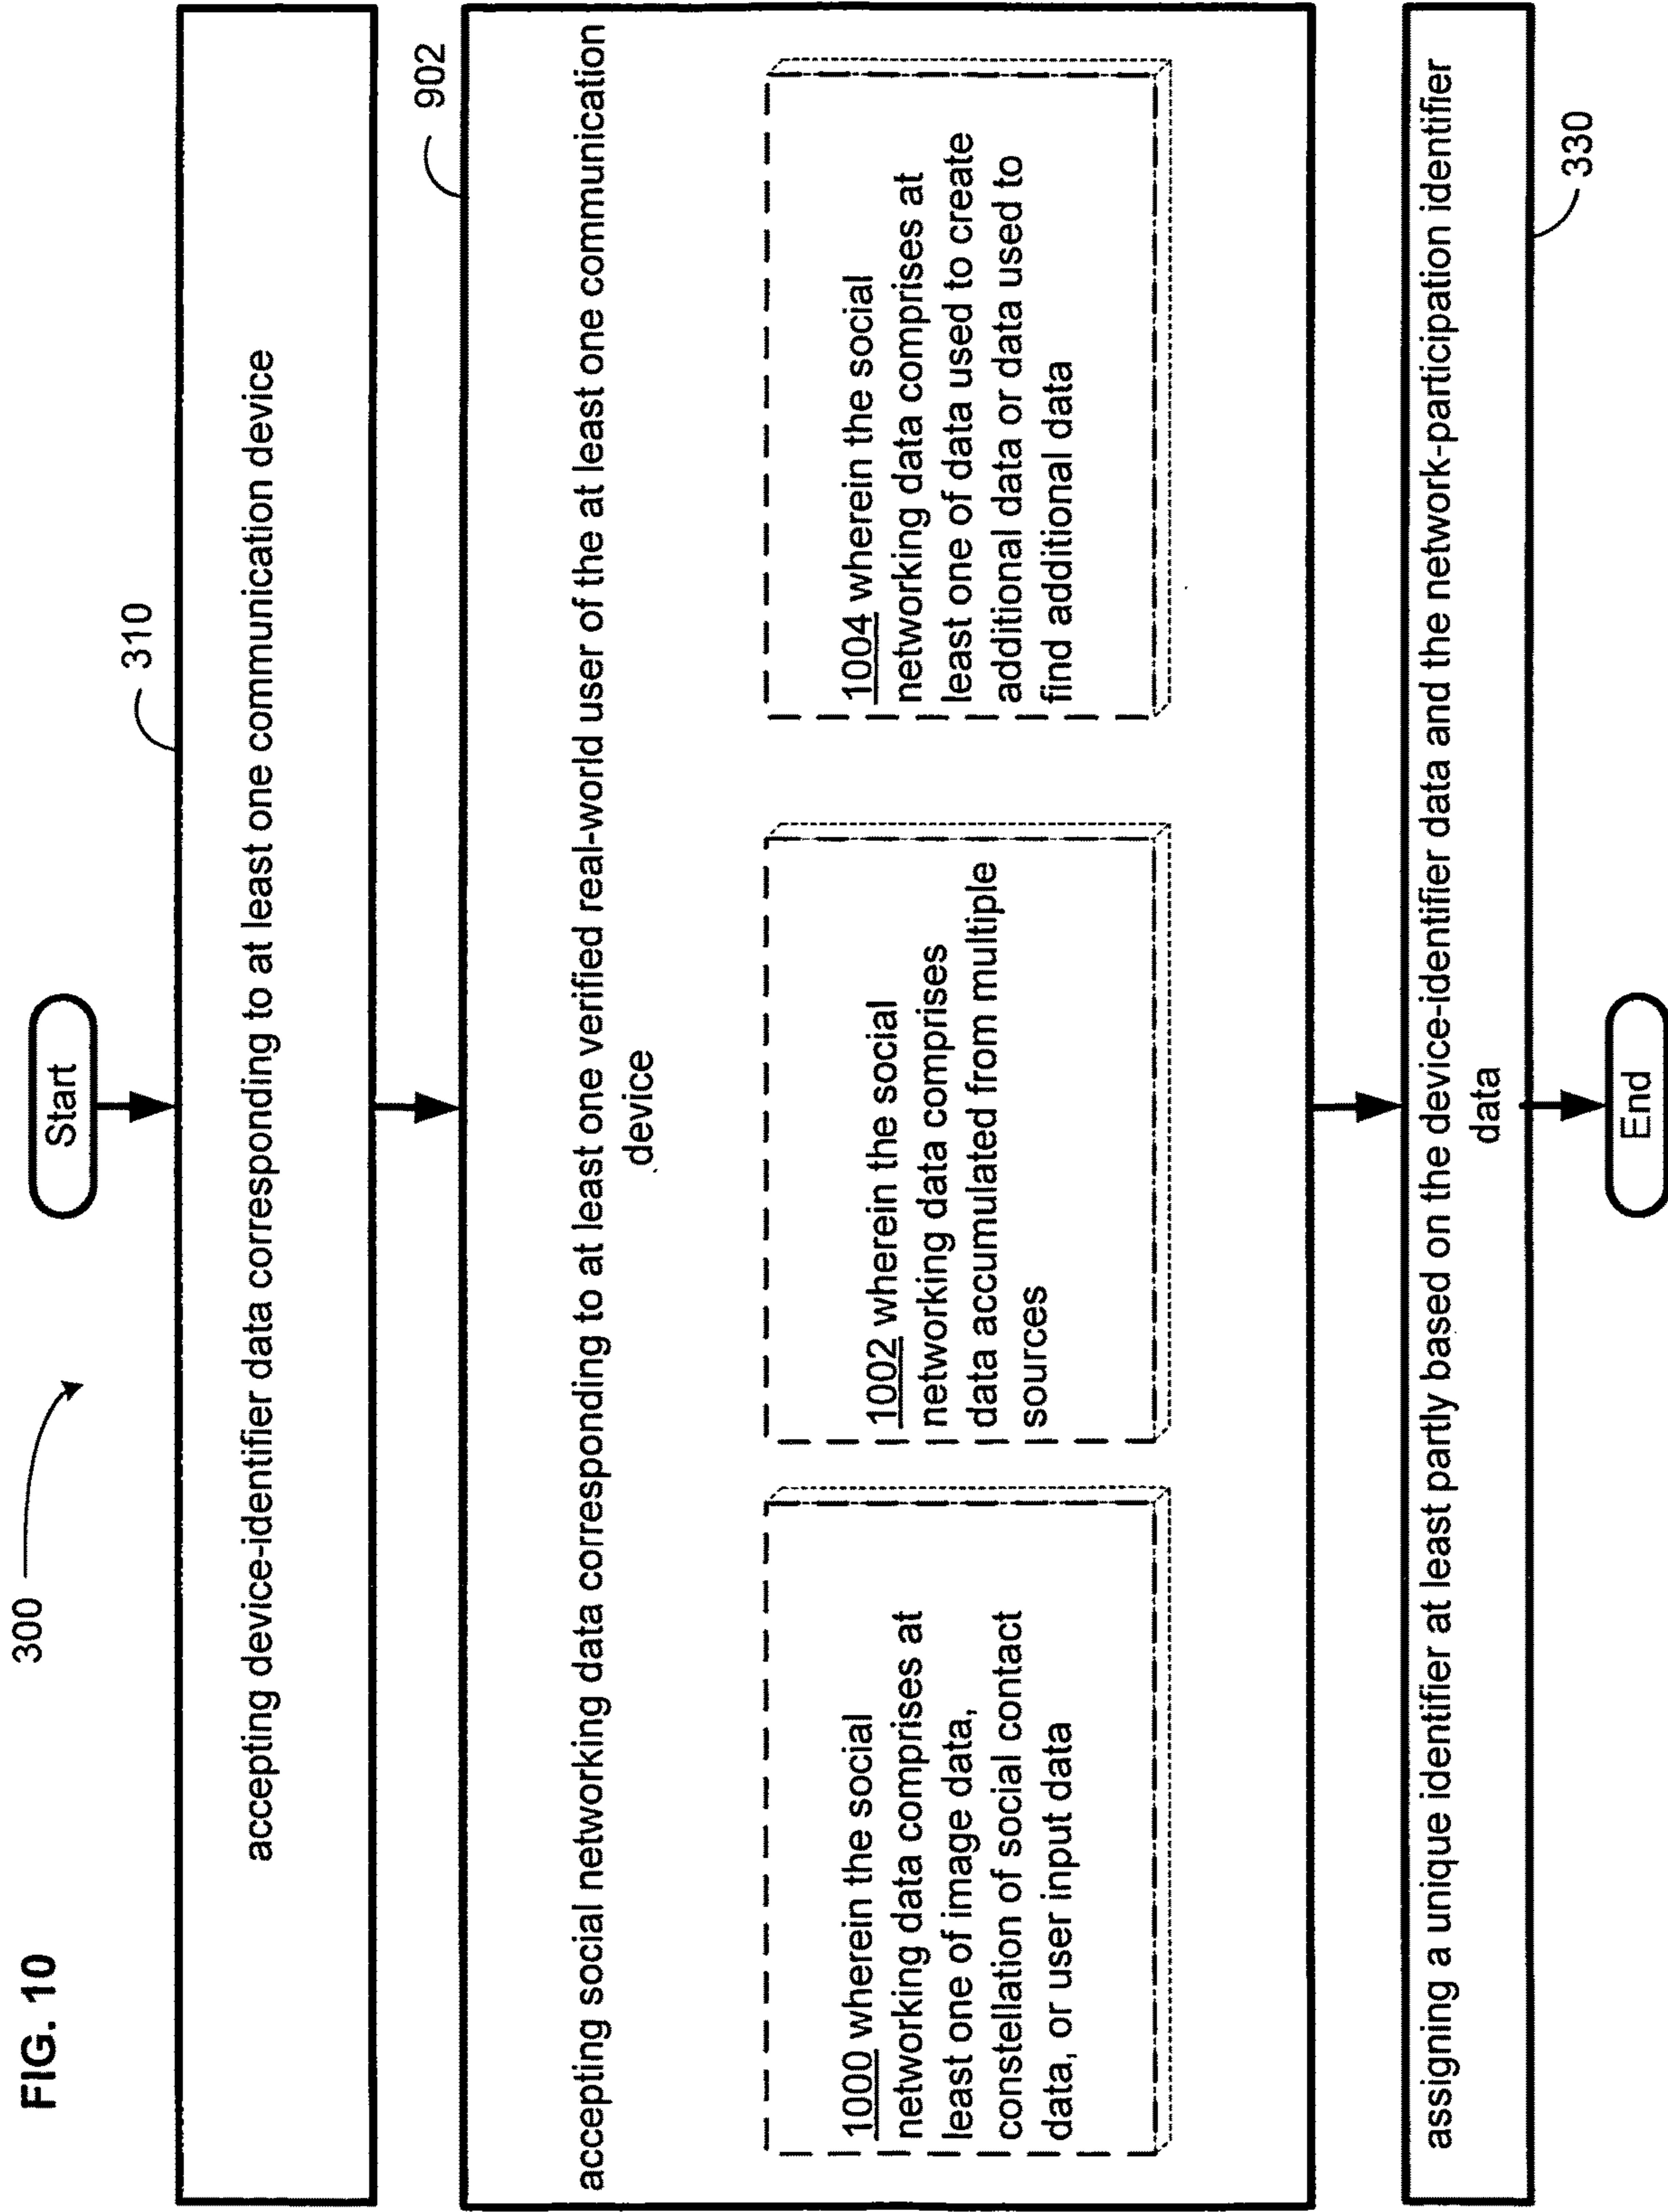 FIG. 10
300
Start
310
accepting device-identifier data corresponding to at least one communication device
902
accepting social networking data corresponding to at least one verified real-world user of the at least one communication
device
1000 wherein the social
networking data comprises at
least one of image data,
constellation of social contact
data, or user input data
1002 wherein the social
networking data comprises
data accumulated from multiple
sources
1004 wherein the social
networking data comprises at
least one of data used to create
additional data or data used to
find additional data
assigning a unique identifier at least partly based on the device-identifier data and the network-participation identifier
data
330
End